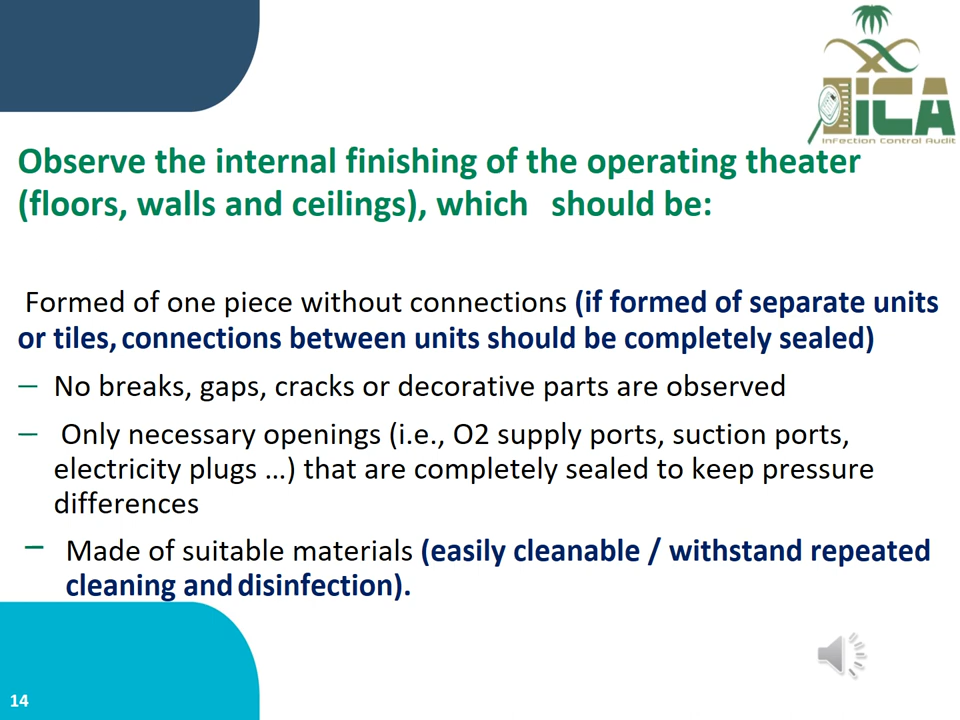 iCA
Infection Control Audit
Observe the internal finishing of the operating theater
(floors, walls and ceilings), which should be:
Formed of one piece without connections (if formed of separate units
or tiles, connections between units should be completely sealed)
– No breaks, gaps, cracks or decorative parts are observed
– Only necessary openings (i.e., O2 supply ports, suction ports,
electricity plugs …) that are completely sealed to keep pressure
differences
– Made of suitable materials (easily cleanable / withstand repeated
cleaning and disinfection).
14